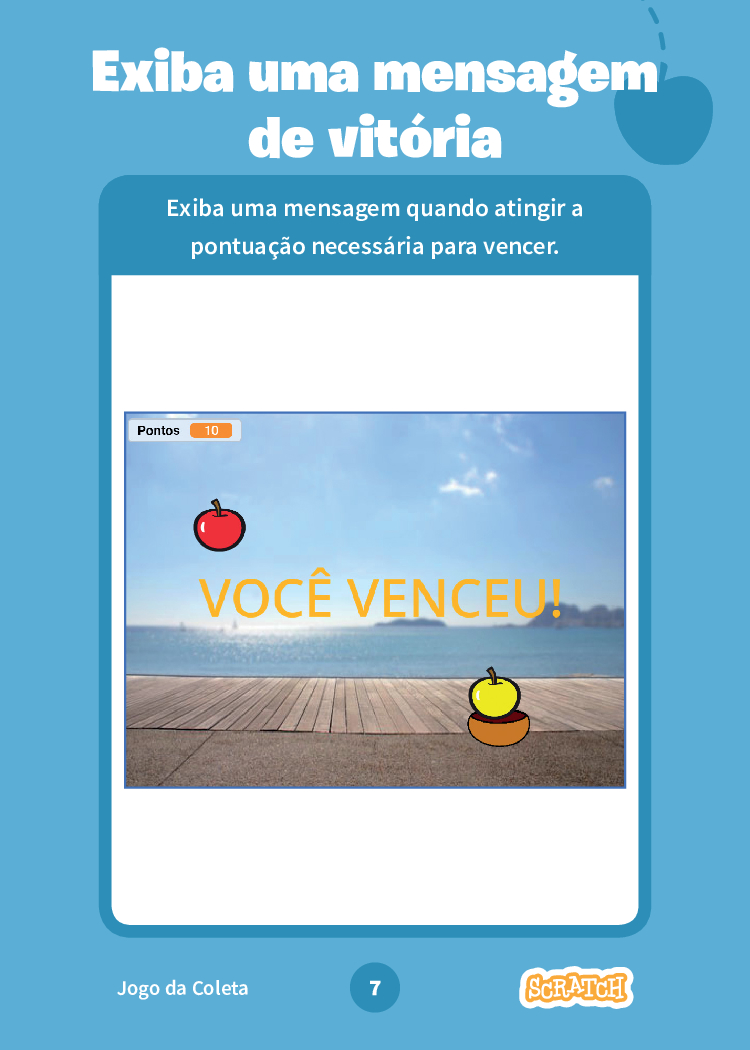 Exiba uma mensagem
de vitória
Exiba uma mensagem quando atingir a
pontuação necessária para vencer.
Pontos 10
VOCÊ VENCEU!
Jogo da Coleta
7
SCRATCH